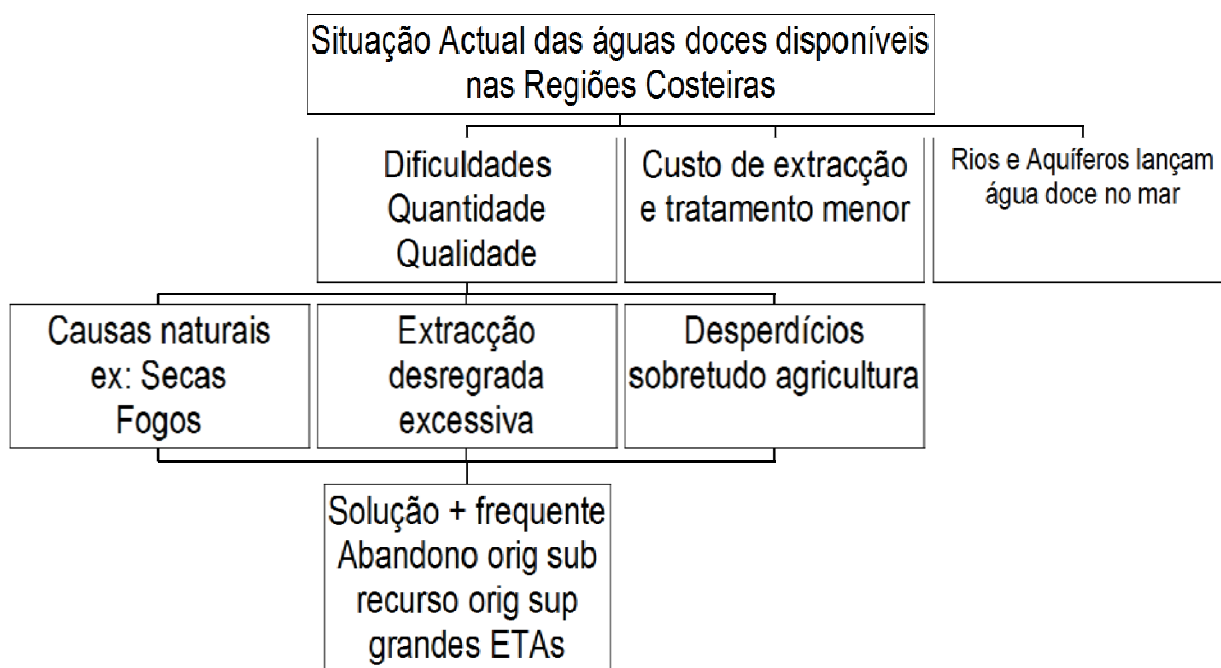 Situação Actual das águas doces disponíveis
nas Regiões Costeiras
Dificuldades
Quantidade
Qualidade
Custo de extracção
e tratamento menor
Rios e Aquíferos lançam
água doce no mar
Causas naturais
ex: Secas
Fogos
Extracção
desregrada
excessiva
Desperdícios
sobretudo agricultura
Solução + frequente
Abandono orig sub
recurso orig sup
grandes ETAs